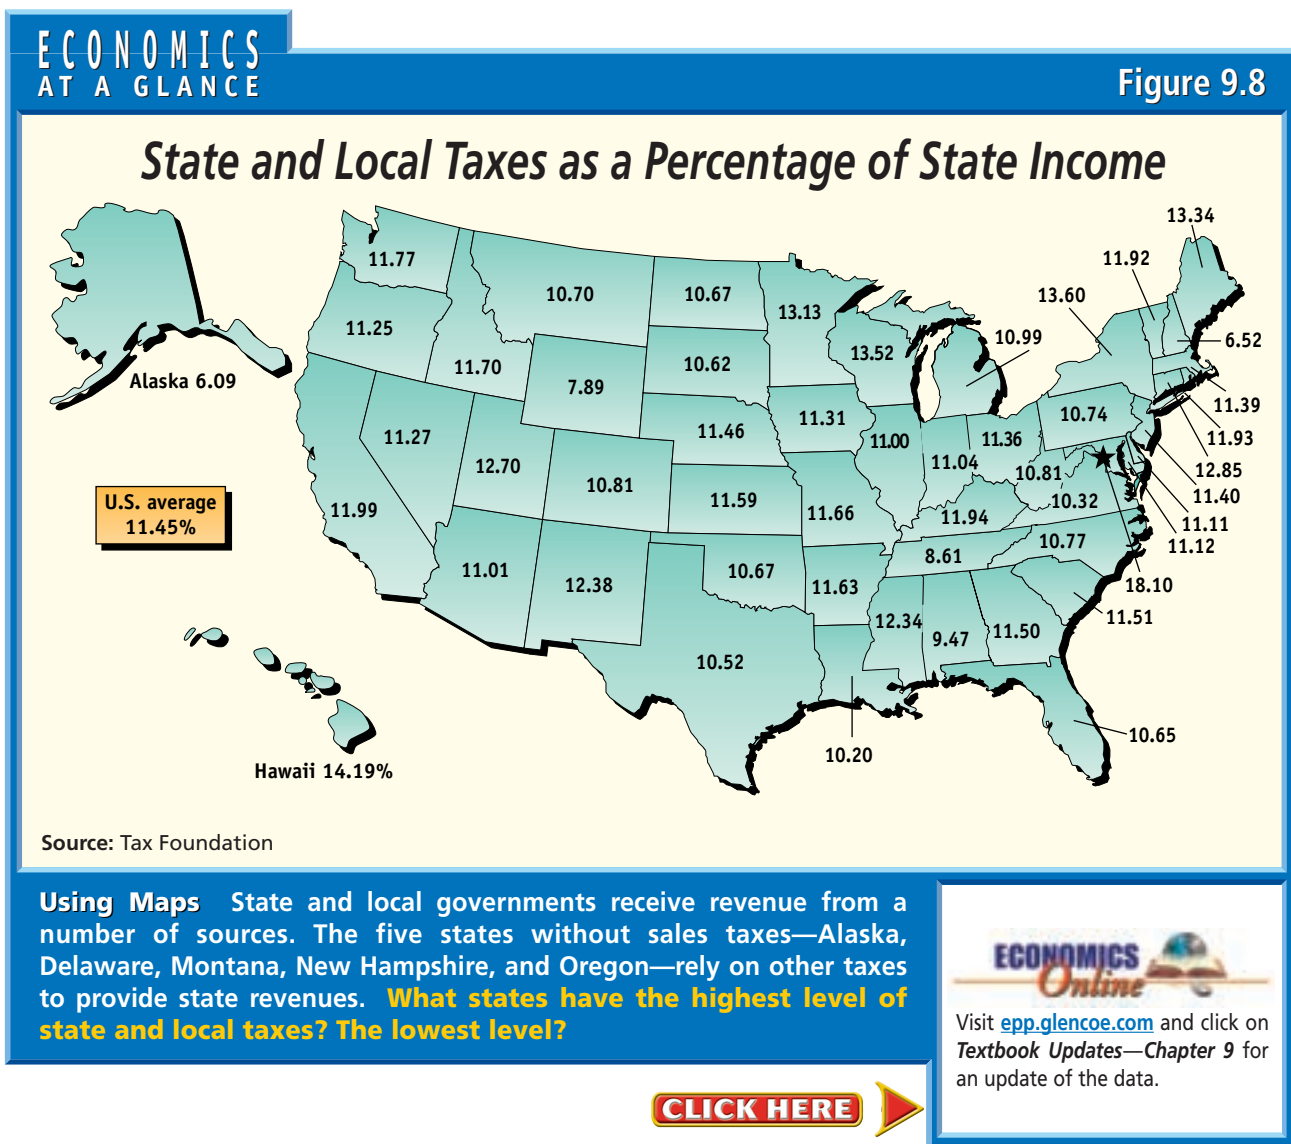 ECONOMICS
AT A GLANCE
Figure 9.8
State and Local Taxes as a Percentage of State Income
13.34
11.92
13.60
6.52
10.99
11.77
10.70
10.67
13.13
11.25
13.52
10.62
11.70
7.89
Alaska 6.09
11.39
11.31
10.74
11.46
11.93
11.27
11.00
11.36
11.04
12.70
10.81
12.85
10.81
11.59
10.32
11.40
U.S. average
11.45%
11.99
11.66
11.94
11.11
11.12
10.77
8.61
11.01
10.67
12.38
11.63
18.10
11.51
12.34
9.47
11.50
10.52
10.65
10.20
Hawaii 14.19%
Source: Tax Foundation
Using Maps State and local governments receive revenue from a
number of sources. The five states without sales taxes—Alaska,
Delaware, Montana, New Hampshire, and Oregon—rely on other taxes
to provide state revenues. What states have the highest level of
state and local taxes? The lowest level?
ECONOMICS
Online
Visit epp.glencoe.com and click on
Textbook Updates—Chapter 9 for
an update of the data.
CLICK HERE